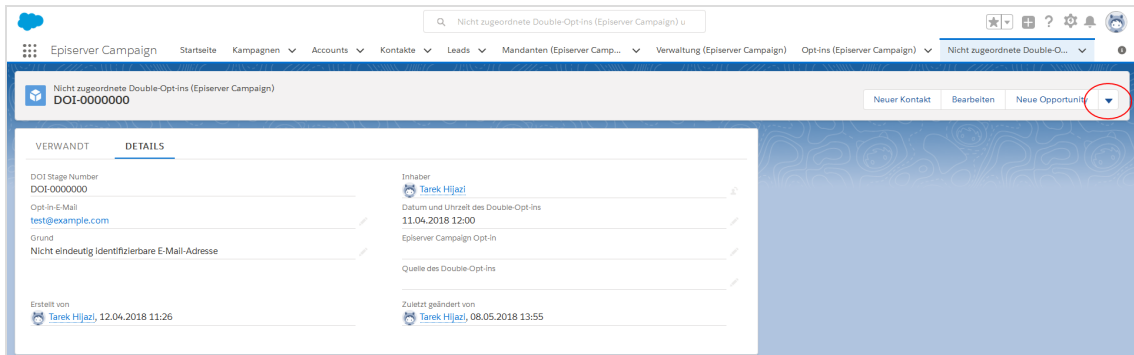 Nicht zugeordnete Double-Opt-ins (Episerver Campaign) u
Episerver Campaign Startseite Kampagnen Accounts Kontakte Leads Mandanten (Episerver Camp... Verwaltung (Episerver Campaign) Opt-ins (Episerver Campaign) Nicht zugeordnete Double-O...
Nicht zugeordnete Double-Opt-ins (Episerver Campaign)
DOI-0000000
Neuer Kontakt Bearbeiten Neue Opportunity
VERWANDT DETAILS
DOI Stage Number
DOI-0000000
Inhaber
Tarek Hijazi
Opt-in-E-Mail
test@example.com
Datum und Uhrzeit des Double-Opt-ins
11.04.2018 12:00
Grund
Nicht eindeutig identifizierbare E-Mail-Adresse
Episerver Campaign Opt-in
Quelle des Double-Opt-ins
Erstellt von
Tarek Hijazi, 12.04.2018 11:26
Zuletzt geändert von
Tarek Hijazi, 08.05.2018 13:55